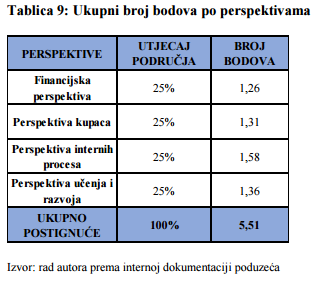 Tablica 9: Ukupni broj bodova po perspektivama
PERSPEKTIVE UTJECAJ PODRUČJA BROJ BODOVA
Financijska perspektiva 25% 1,26
Perspektiva kupaca 25% 1,31
Perspektiva internih procesa 25% 1,58
Perspektiva učenja i razvoja 25% 1,36
UKUPNO POSTIGNUĆE 100% 5,51
Izvor: rad autora prema internoj dokumentaciji poduzeća